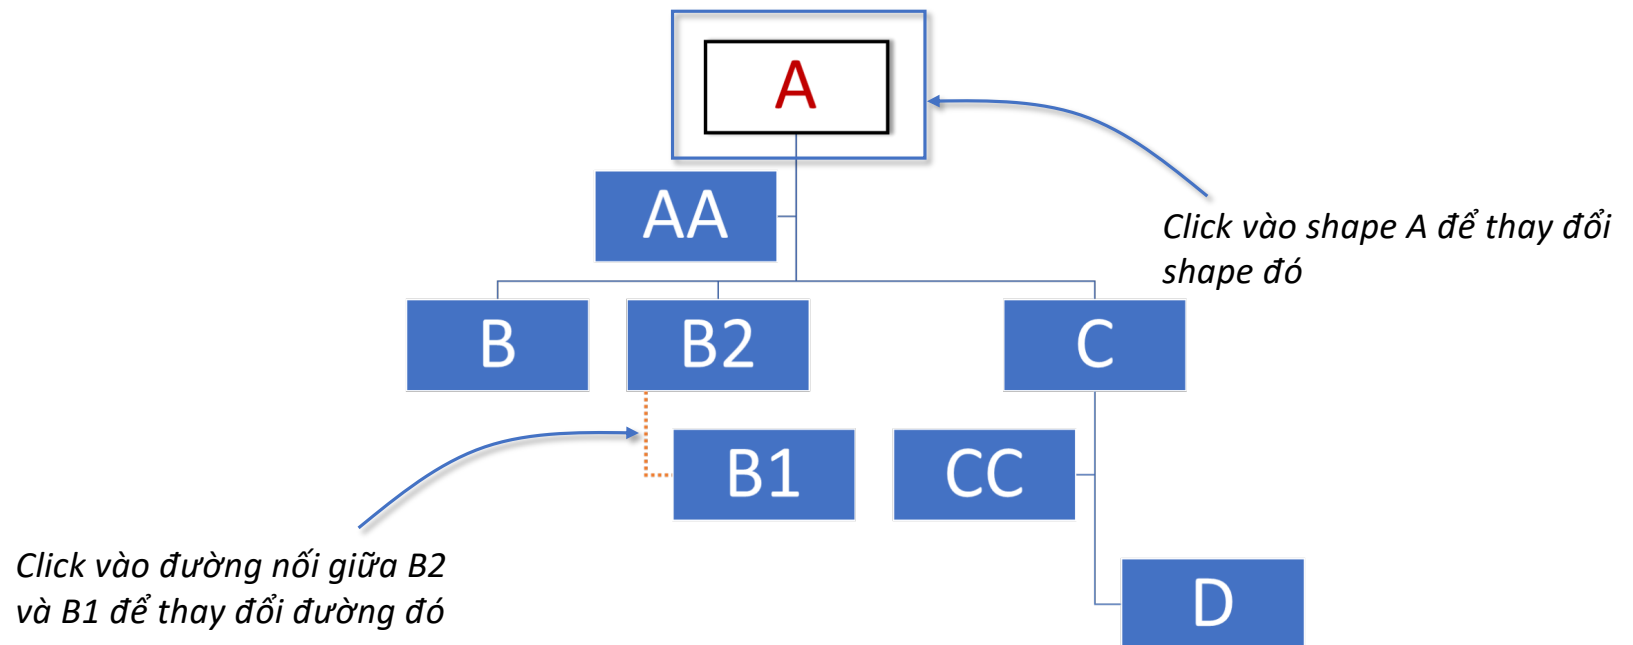 A
AA
Click vào shape A để thay đổi
shape đó
B
B2
C
B1
CC
Click vào đường nối giữa B2
và B1 để thay đổi đường đó
D